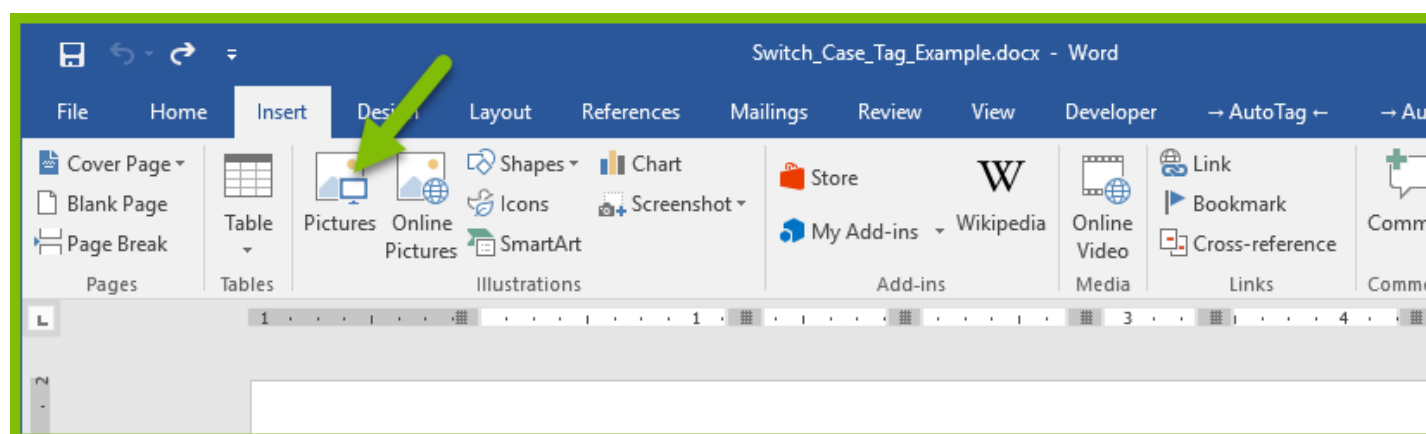 Switch_Case_Tag_Example.docx - Word
File Home Insert Design Layout References Mailings Review View Developer → AutoTag ← → Au
Cover Page
Blank Page
Page Break
Pages
Table
Tables
Pictures
Online
Pictures
Shapes
Icons
SmartArt
Chart
Screenshot
Illustrations
Store
My Add-ins
W
Wikipedia
Add-ins
Online
Video
Media
Link
Bookmark
Cross-reference
Links
Comm
Comme
L
1 1 3 4
2